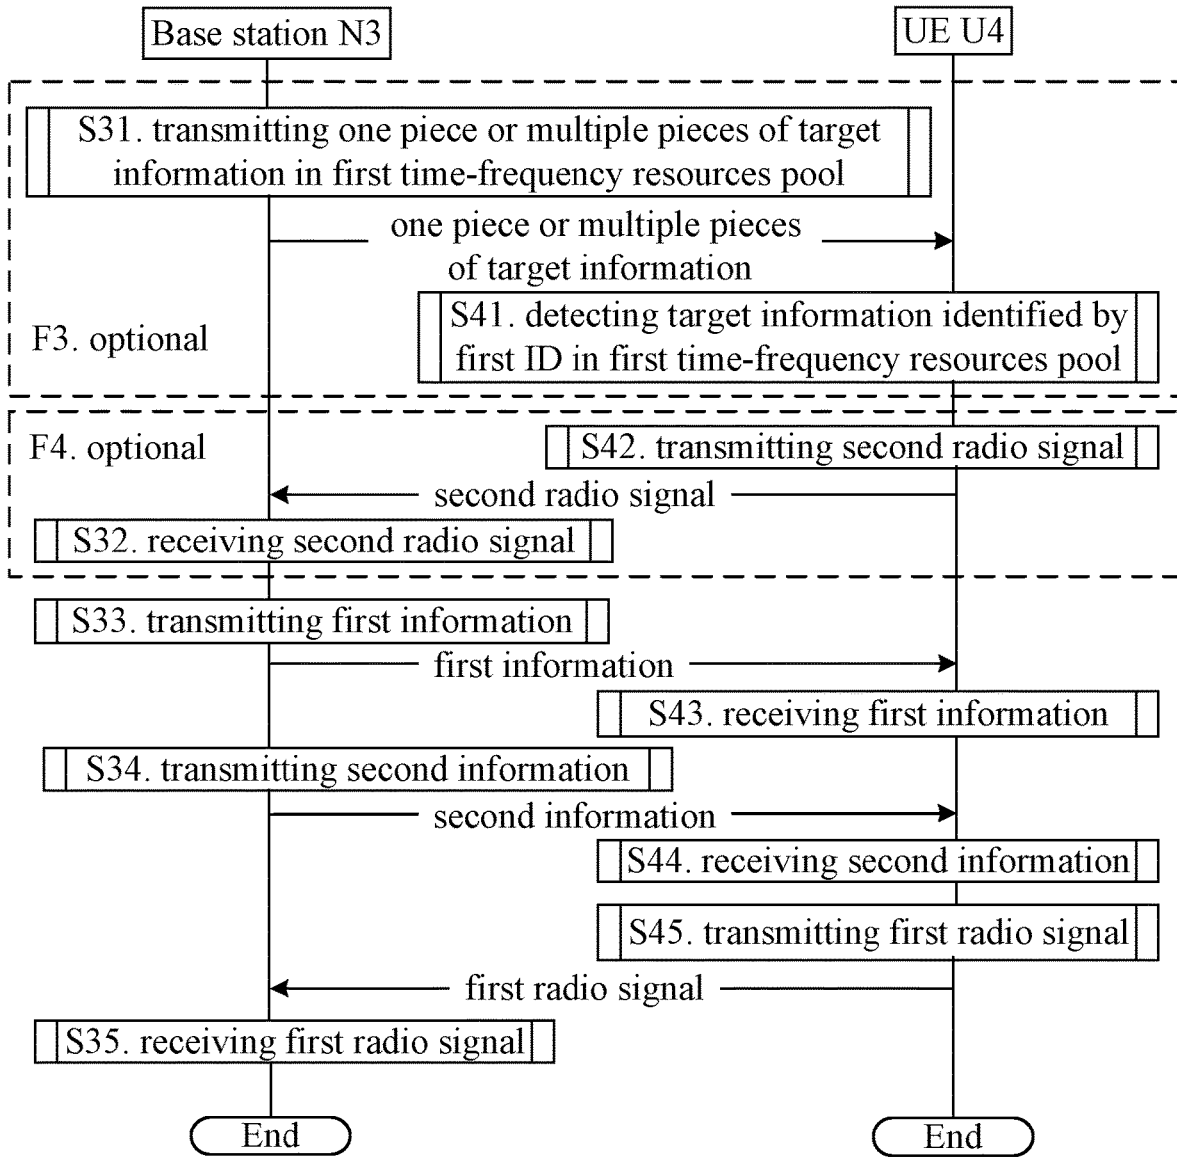 Base station N3
UE U4
S31. transmitting one piece or multiple pieces of target
information in first time-frequency resources pool
one piece or multiple pieces
of target information
S41. detecting target information identified by
first ID in first time-frequency resources pool
F3. optional
F4. optional
S42. transmitting second radio signal
second radio signal
S32. receiving second radio signal
S33. transmitting first information
first information
S43. receiving first information
S34. transmitting second information
second information
S44. receiving second information
S45. transmitting first radio signal
first radio signal
S35. receiving first radio signal
End
End